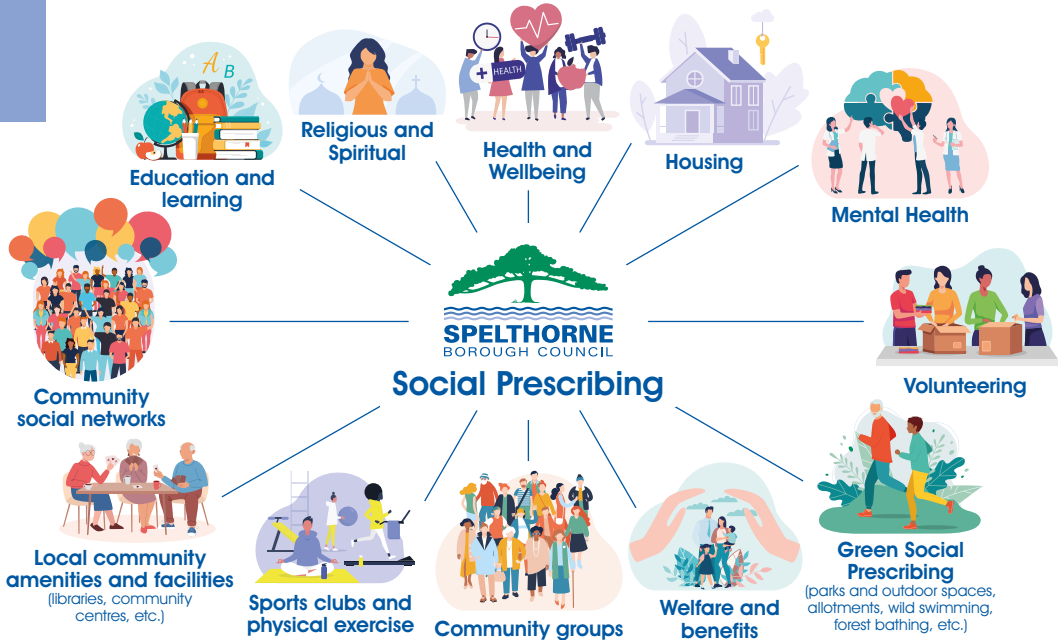 A
B
Education and
learning
Religious and
Spiritual
HEALTH
Health and
Wellbeing
Housing
Mental Health
Community
social networks
SPELTHORNE
BOROUGH COUNCIL
Social Prescribing
Volunteering
Local community
amenities and facilities
(libraries, community
centres, etc.)
Sports clubs and
physical exercise
Community groups
Welfare and
benefits
Green Social
Prescribing
(parks and outdoor spaces,
allotments, wild swimming,
forest bathing, etc.)